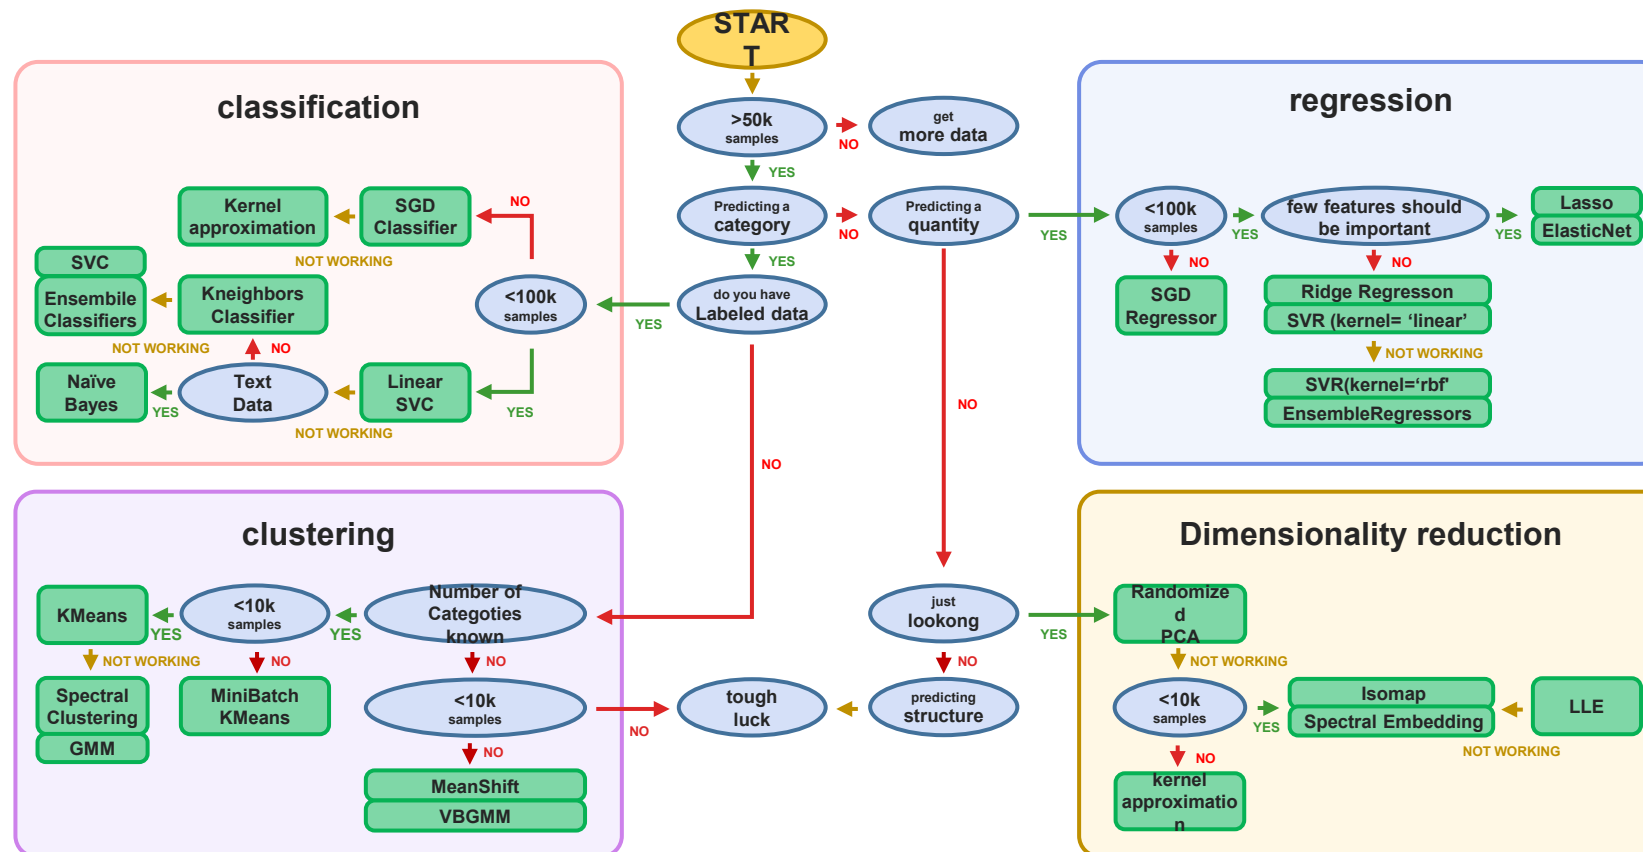 STAR
T
>50k
samples
NO
get
more data
YES
Predicting a
category
NO
Predicting a
quantity
YES
YES
do you have
Labeled data
YES
NO
NO
classification
Kernel
approximation
SGD
Classifier
NO
NOT WORKING
SVC
Ensembile
Classifiers
Kneighbors
Classifier
<100k
samples
NOT WORKING
NO
Naïve
Bayes
YES
Text
Data
Linear
SVC
YES
NOT WORKING
regression
<100k
samples
YES
few features should
be important
YES
Lasso
ElasticNet
NO
NO
SGD
Regressor
Ridge Regresson
SVR (kernel= ‘linear’
NOT WORKING
SVR(kernel=‘rbf'
EnsembleRegressors
clustering
KMeans
YES
<10k
samples
YES
Number of
Categoties
known
NOT WORKING
NO
NO
Spectral
Clustering
GMM
MiniBatch
KMeans
<10k
samples
NO
NO
MeanShift
VBGMM
tough
luck
just
lookong
YES
NO
predicting
structure
Dimensionality reduction
Randomize
d
PCA
NOT WORKING
<10k
samples
YES
Isomap
Spectral Embedding
LLE
NOT WORKING
NO
kernel
approximatio
n